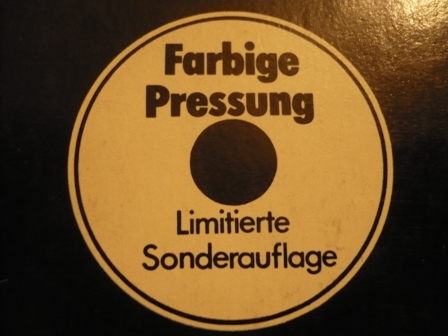 Farbige
Pressung
Limitierte
Sonderauflage